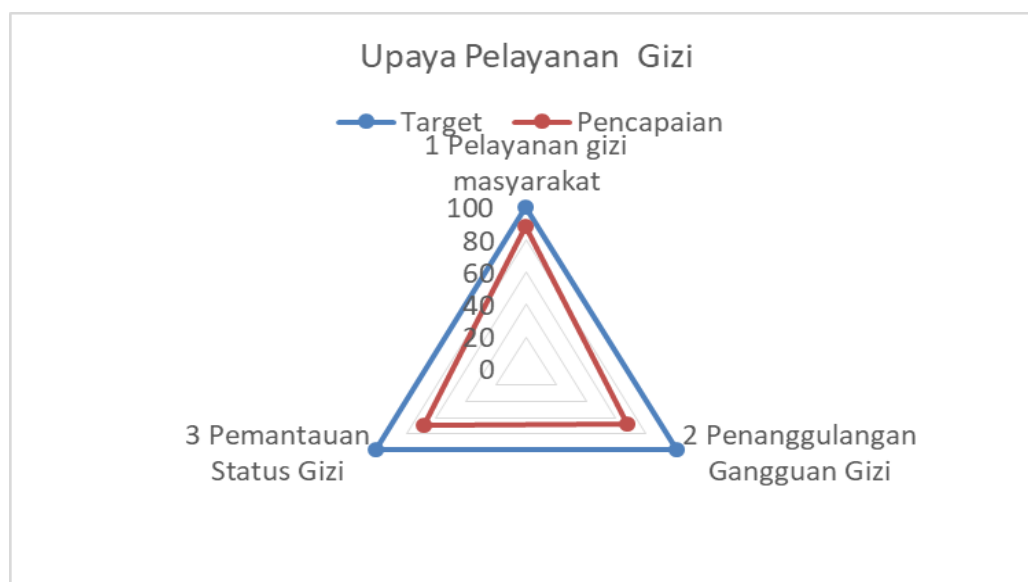 Upaya Pelayanan  Gizi
Target
Pencapaian
1 Pelayanan gizi
masyarakat
100
80
60
40
20
0
3 Pemantauan
Status Gizi
2 Penanggulangan
Gangguan Gizi